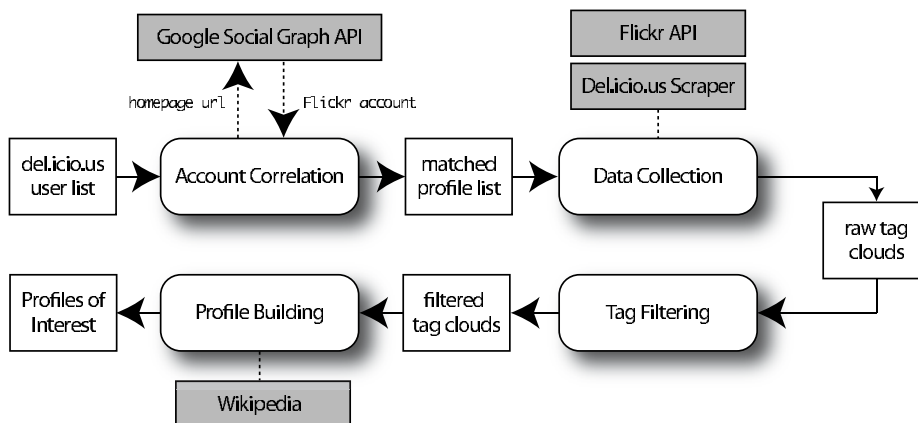 Google Social Graph API
Flickr API
Del.icio.us Scraper
homepage url
Flickr account
del.icio.us
user list
Account Correlation
matched
profile list
Data Collection
raw tag
clouds
Profiles of
Interest
Profile Building
filtered
tag clouds
Tag Filtering
Wikipedia